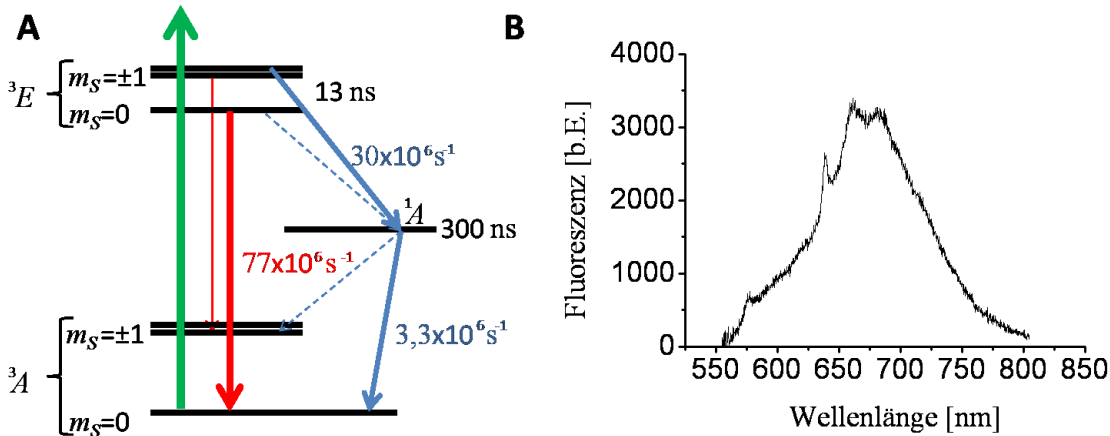 A
³E
mₛ=±1
mₛ=0
13 ns
30x10⁶s⁻¹
¹A
300 ns
77x10⁶s⁻¹
3,3x10⁶s⁻¹
³A
mₛ=±1
mₛ=0
B
Fluoreszenz [b.E.]
4000
3000
2000
1000
0
550 600 650 700 750 800 850
Wellenlänge [nm]